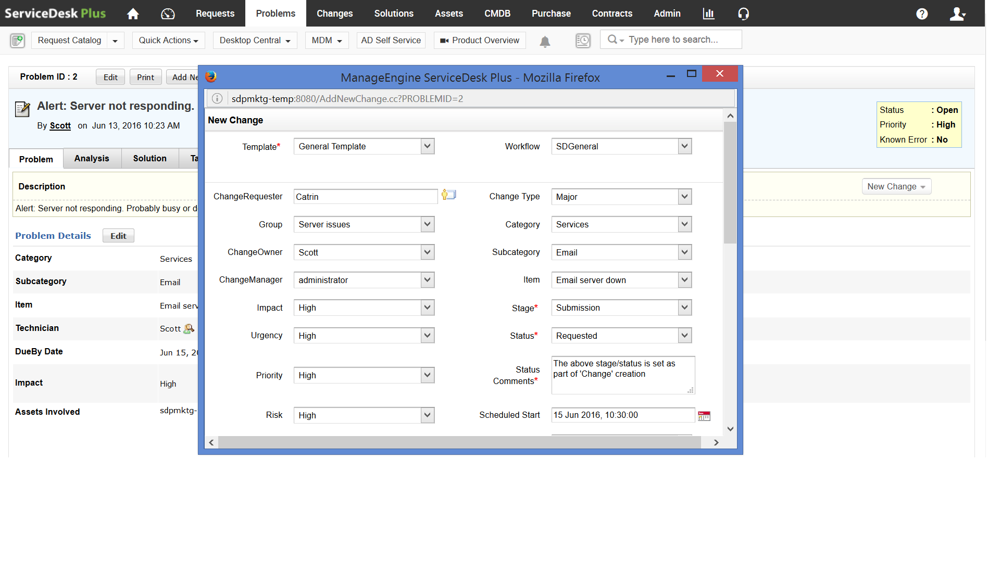 ServiceDesk Plus Requests Problems Changes Solutions Assets CMDB Purchase Contracts Admin
Request Catalog Quick Actions Desktop Central MDM AD Self Service Product Overview Type here to search...
Problem ID : 2 Edit Print Add Ne
Alert: Server not responding.
By Scott on Jun 13, 2016 10:23 AM
Status : Open
Priority : High
Known Error : No
Problem Analysis Solution Ta
Description
New Change
Alert: Server not responding. Probably busy or d
Problem Details Edit
Category Services
Subcategory Email
Item Email serv
Technician Scott
DueBy Date Jun 15, 20
Impact High
Assets Involved sdpmktg-
ManageEngine ServiceDesk Plus - Mozilla Firefox
sdpmktg-temp:8080/AddNewChange.cc?PROBLEMID=2
New Change
Template* General Template Workflow SDGeneral
ChangeRequester Catrin Change Type Major
Group Server issues Category Services
ChangeOwner Scott Subcategory Email
ChangeManager administrator Item Email server down
Impact High Stage* Submission
Urgency High Status* Requested
Priority High Status Comments* The above stage/status is set as
part of 'Change' creation
Risk High Scheduled Start 15 Jun 2016, 10:30:00